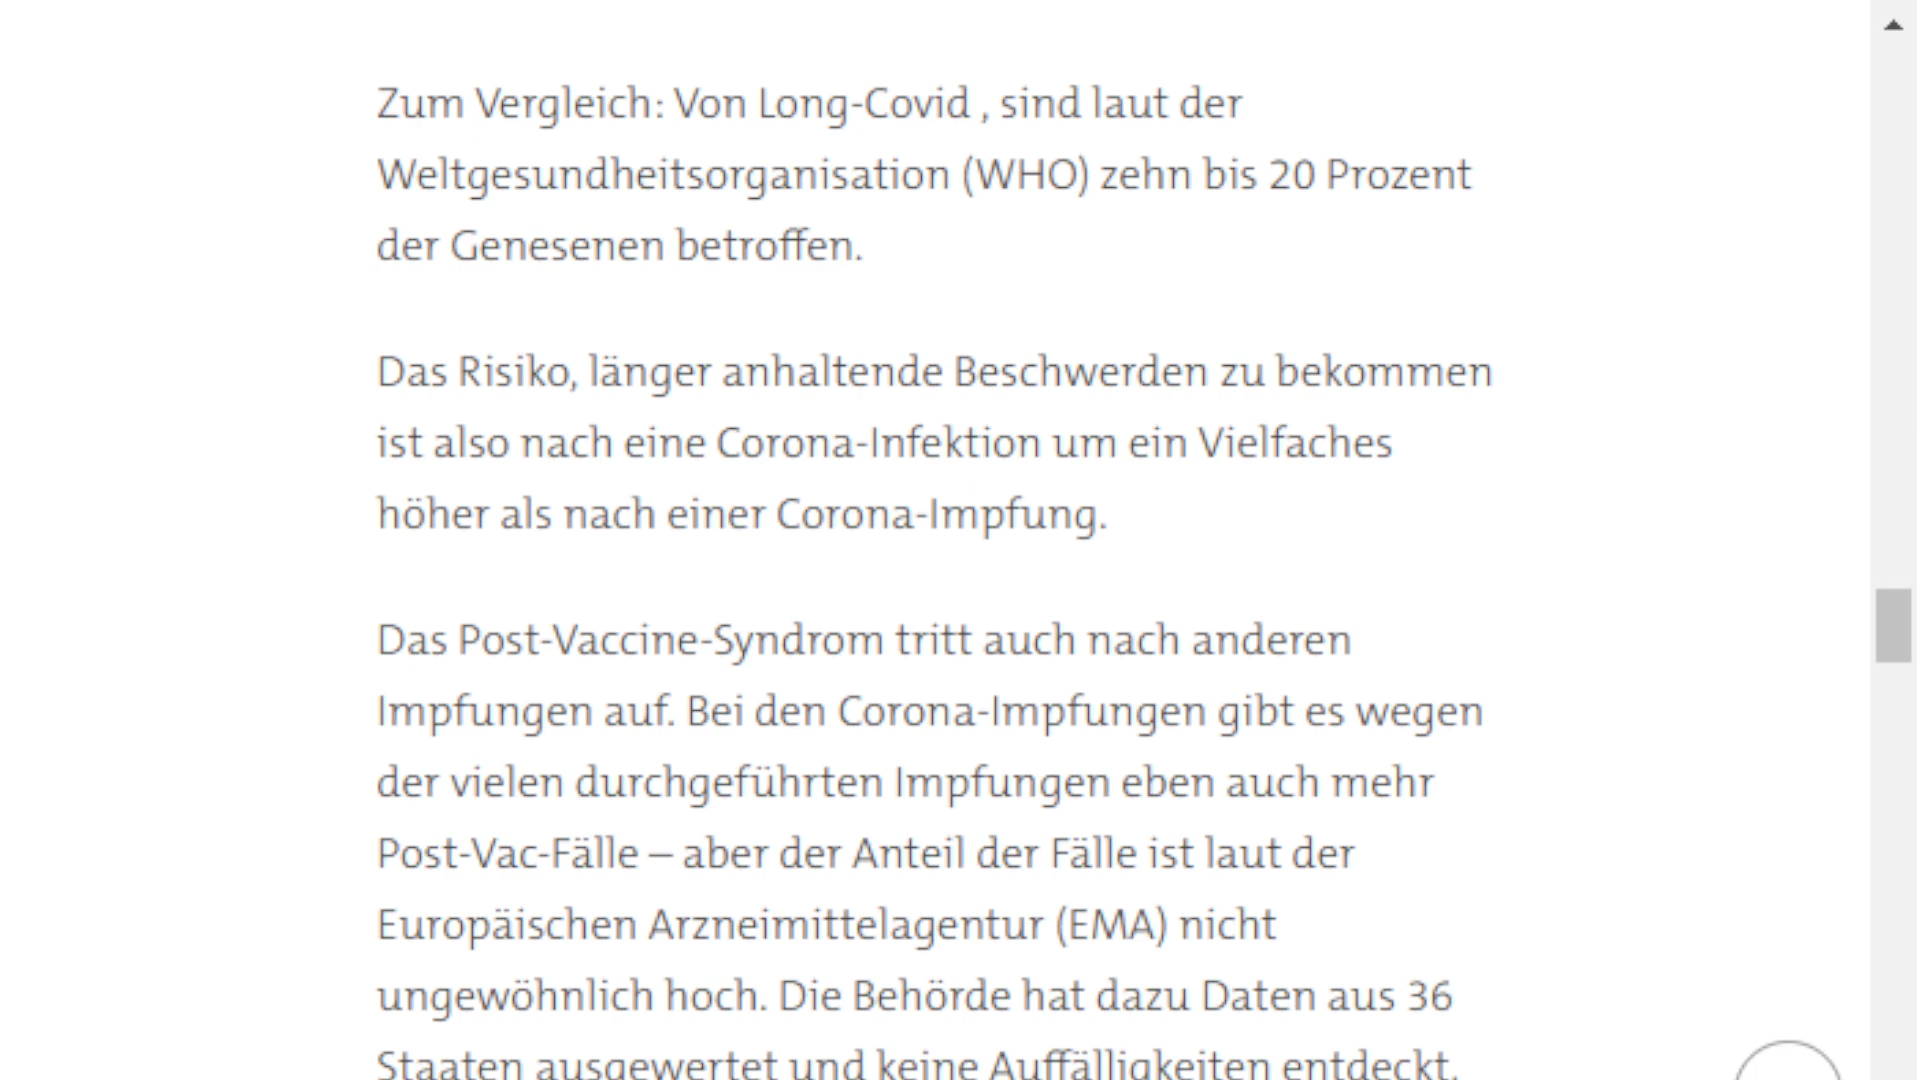 Zum Vergleich: Von Long-Covid , sind laut der
Weltgesundheitsorganisation (WHO) zehn bis 20 Prozent
der Genesenen betroffen.
Das Risiko, länger anhaltende Beschwerden zu bekommen
ist also nach eine Corona-Infektion um ein Vielfaches
höher als nach einer Corona-Impfung.
Das Post-Vaccine-Syndrom tritt auch nach anderen
Impfungen auf. Bei den Corona-Impfungen gibt es wegen
der vielen durchgeführten Impfungen eben auch mehr
Post-Vac-Fälle – aber der Anteil der Fälle ist laut der
Europäischen Arzneimittelagentur (EMA) nicht
ungewöhnlich hoch. Die Behörde hat dazu Daten aus 36
Staaten ausgewertet und keine Auffälligkeiten entdeckt.